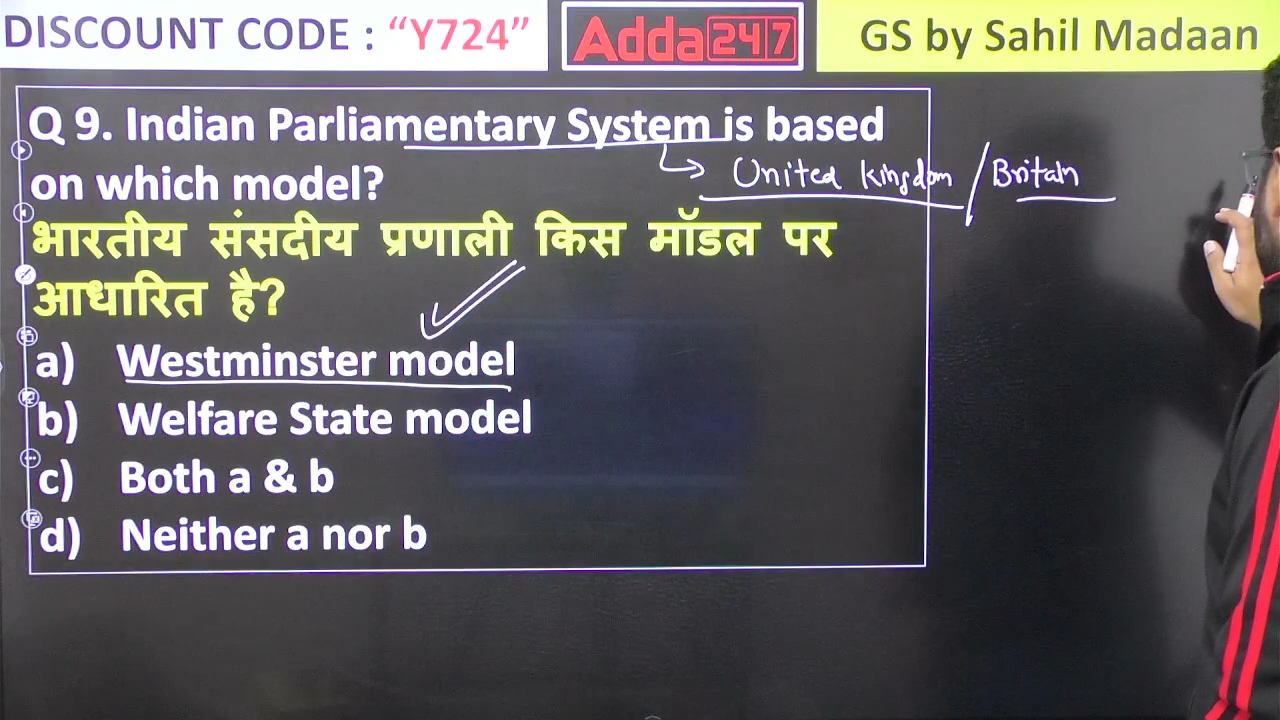 DISCOUNT CODE : “Y724”
Adda247
GS by Sahil Madaan
Q 9. Indian Parliamentary System is based
on which model?
United kingdom / Britain
भारतीय संसदीय प्रणाली किस मॉडल पर
आधारित है?
a) Westminster model
b) Welfare State model
c) Both a & b
d) Neither a nor b